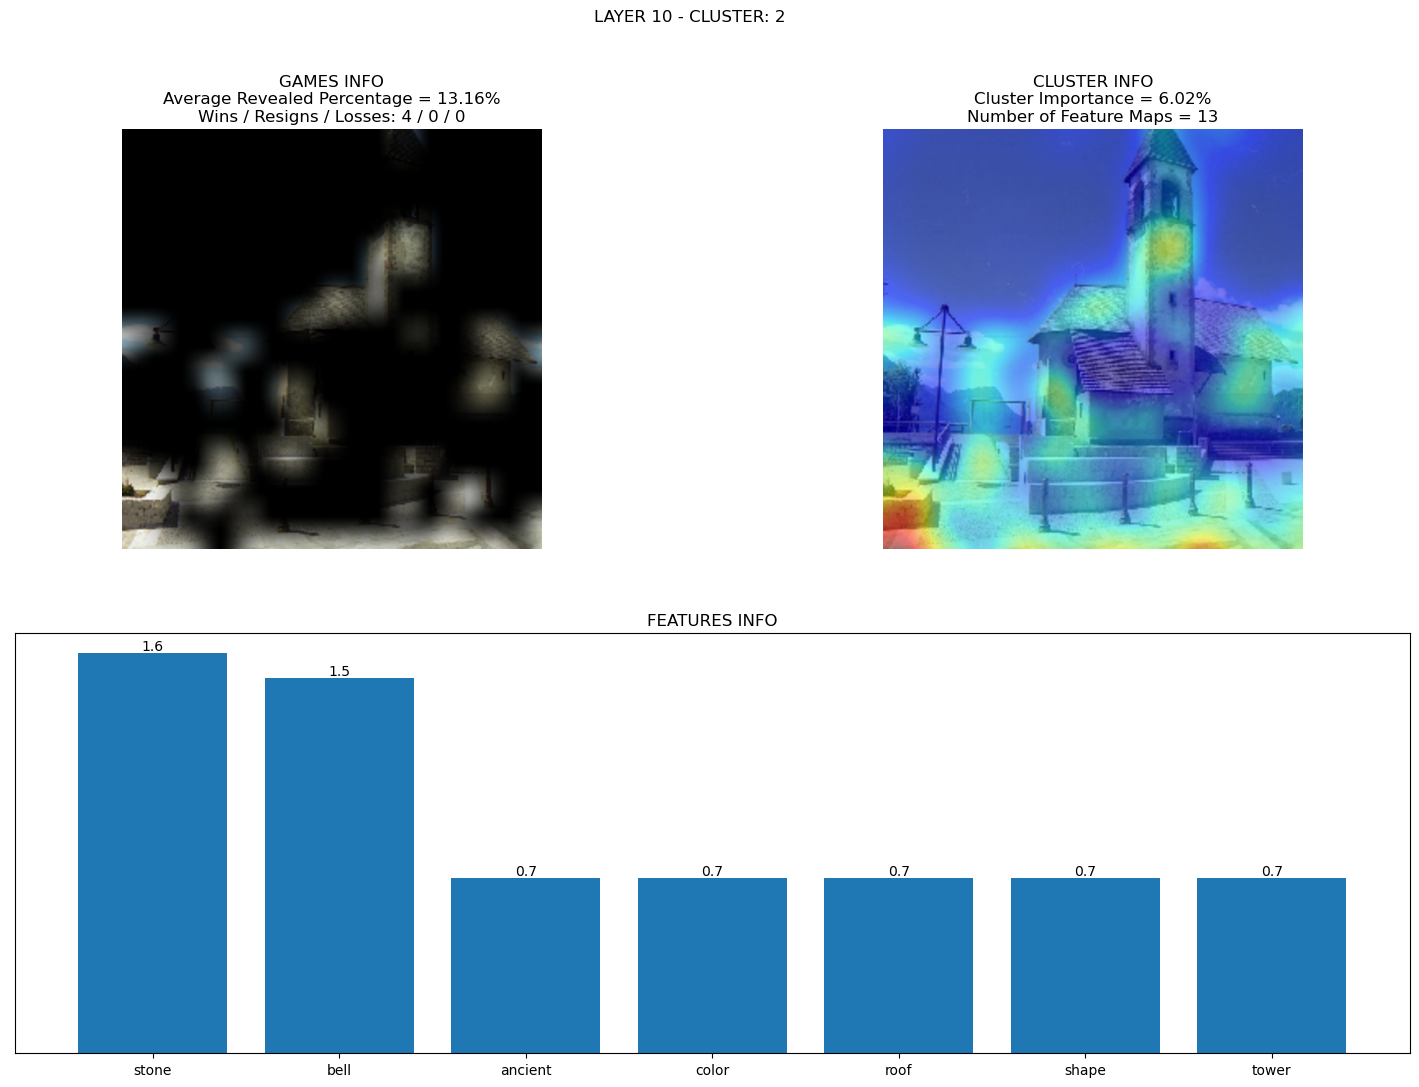 LAYER 10 - CLUSTER: 2
GAMES INFO
Average Revealed Percentage = 13.16%
Wins / Resigns / Losses: 4 / 0 / 0
CLUSTER INFO
Cluster Importance = 6.02%
Number of Feature Maps = 13
FEATURES INFO
1.6
1.5
0.7
0.7
0.7
0.7
0.7
stone
bell
ancient
color
roof
shape
tower